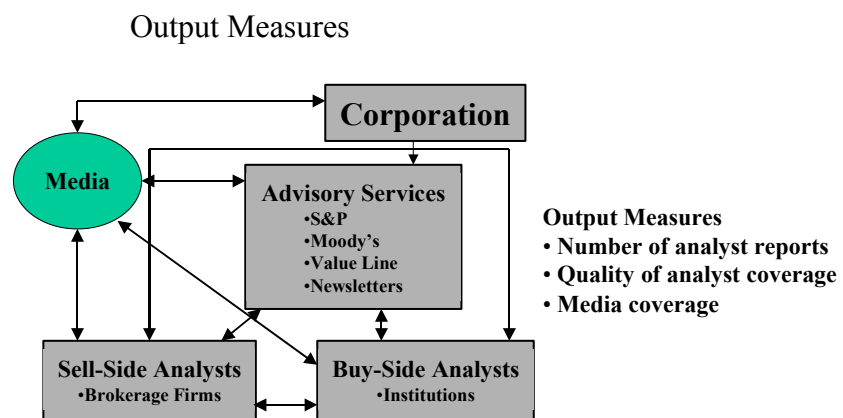 Output Measures
Corporation
Media
Advisory Services
•S&P
•Moody's
•Value Line
•Newsletters
Output Measures
• Number of analyst reports
• Quality of analyst coverage
• Media coverage
Sell-Side Analysts
•Brokerage Firms
Buy-Side Analysts
•Institutions